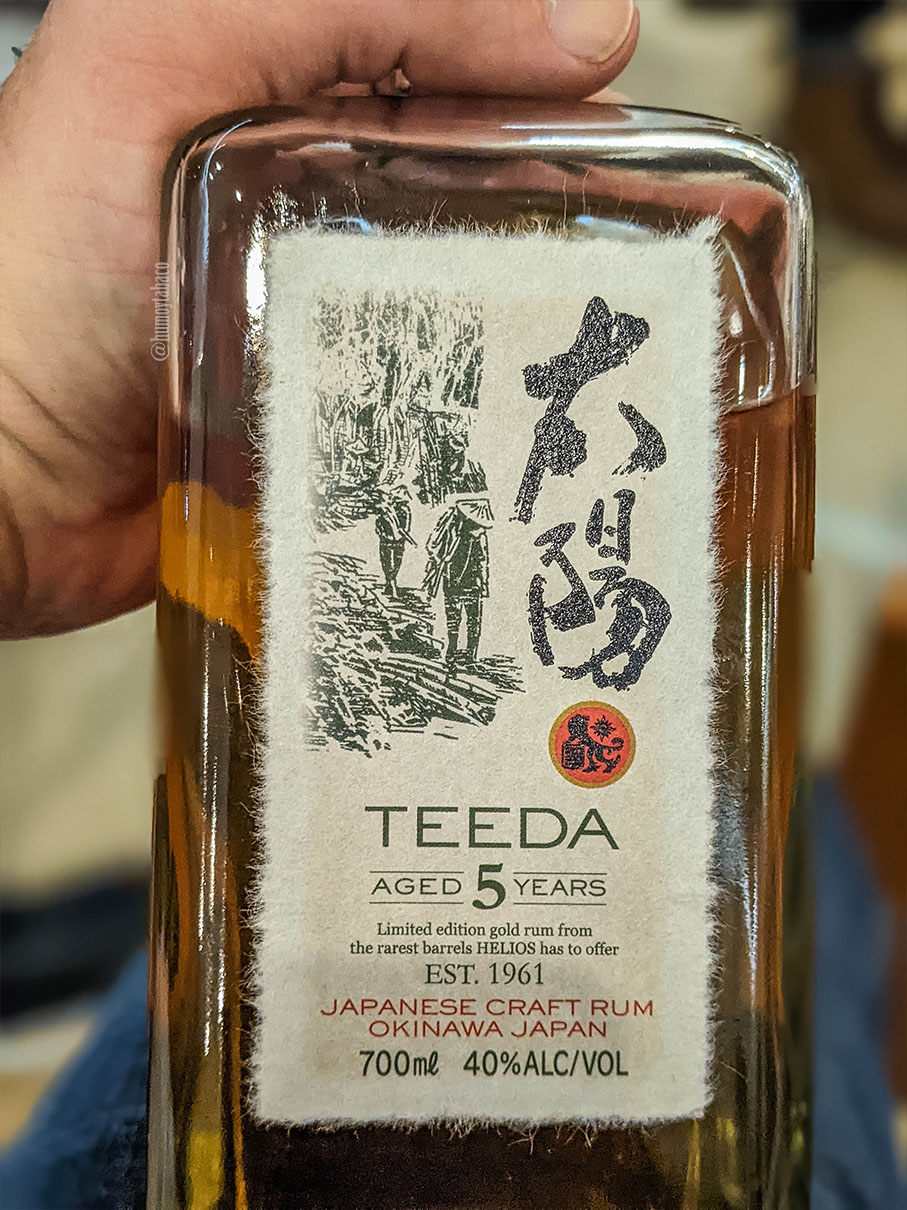 太陽
TEEDA
AGED 5 YEARS
Limited edition gold rum from
the rarest barrels HELIOS has to offer
EST. 1961
JAPANESE CRAFT RUM
OKINAWA JAPAN
700ml 40%ALC/VOL
@humoytabaco